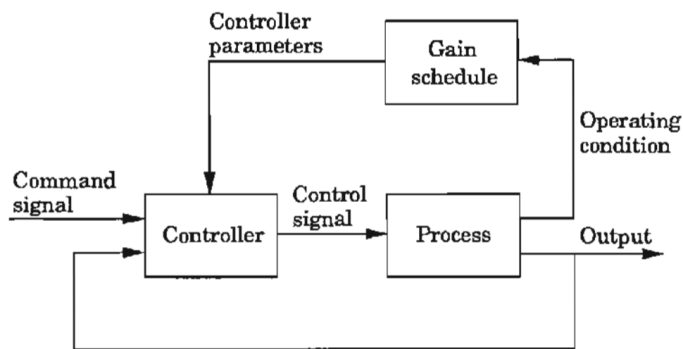 Controller
parameters
Gain
schedule
Operating
condition
Command
signal
Controller
Control
signal
Process
Output